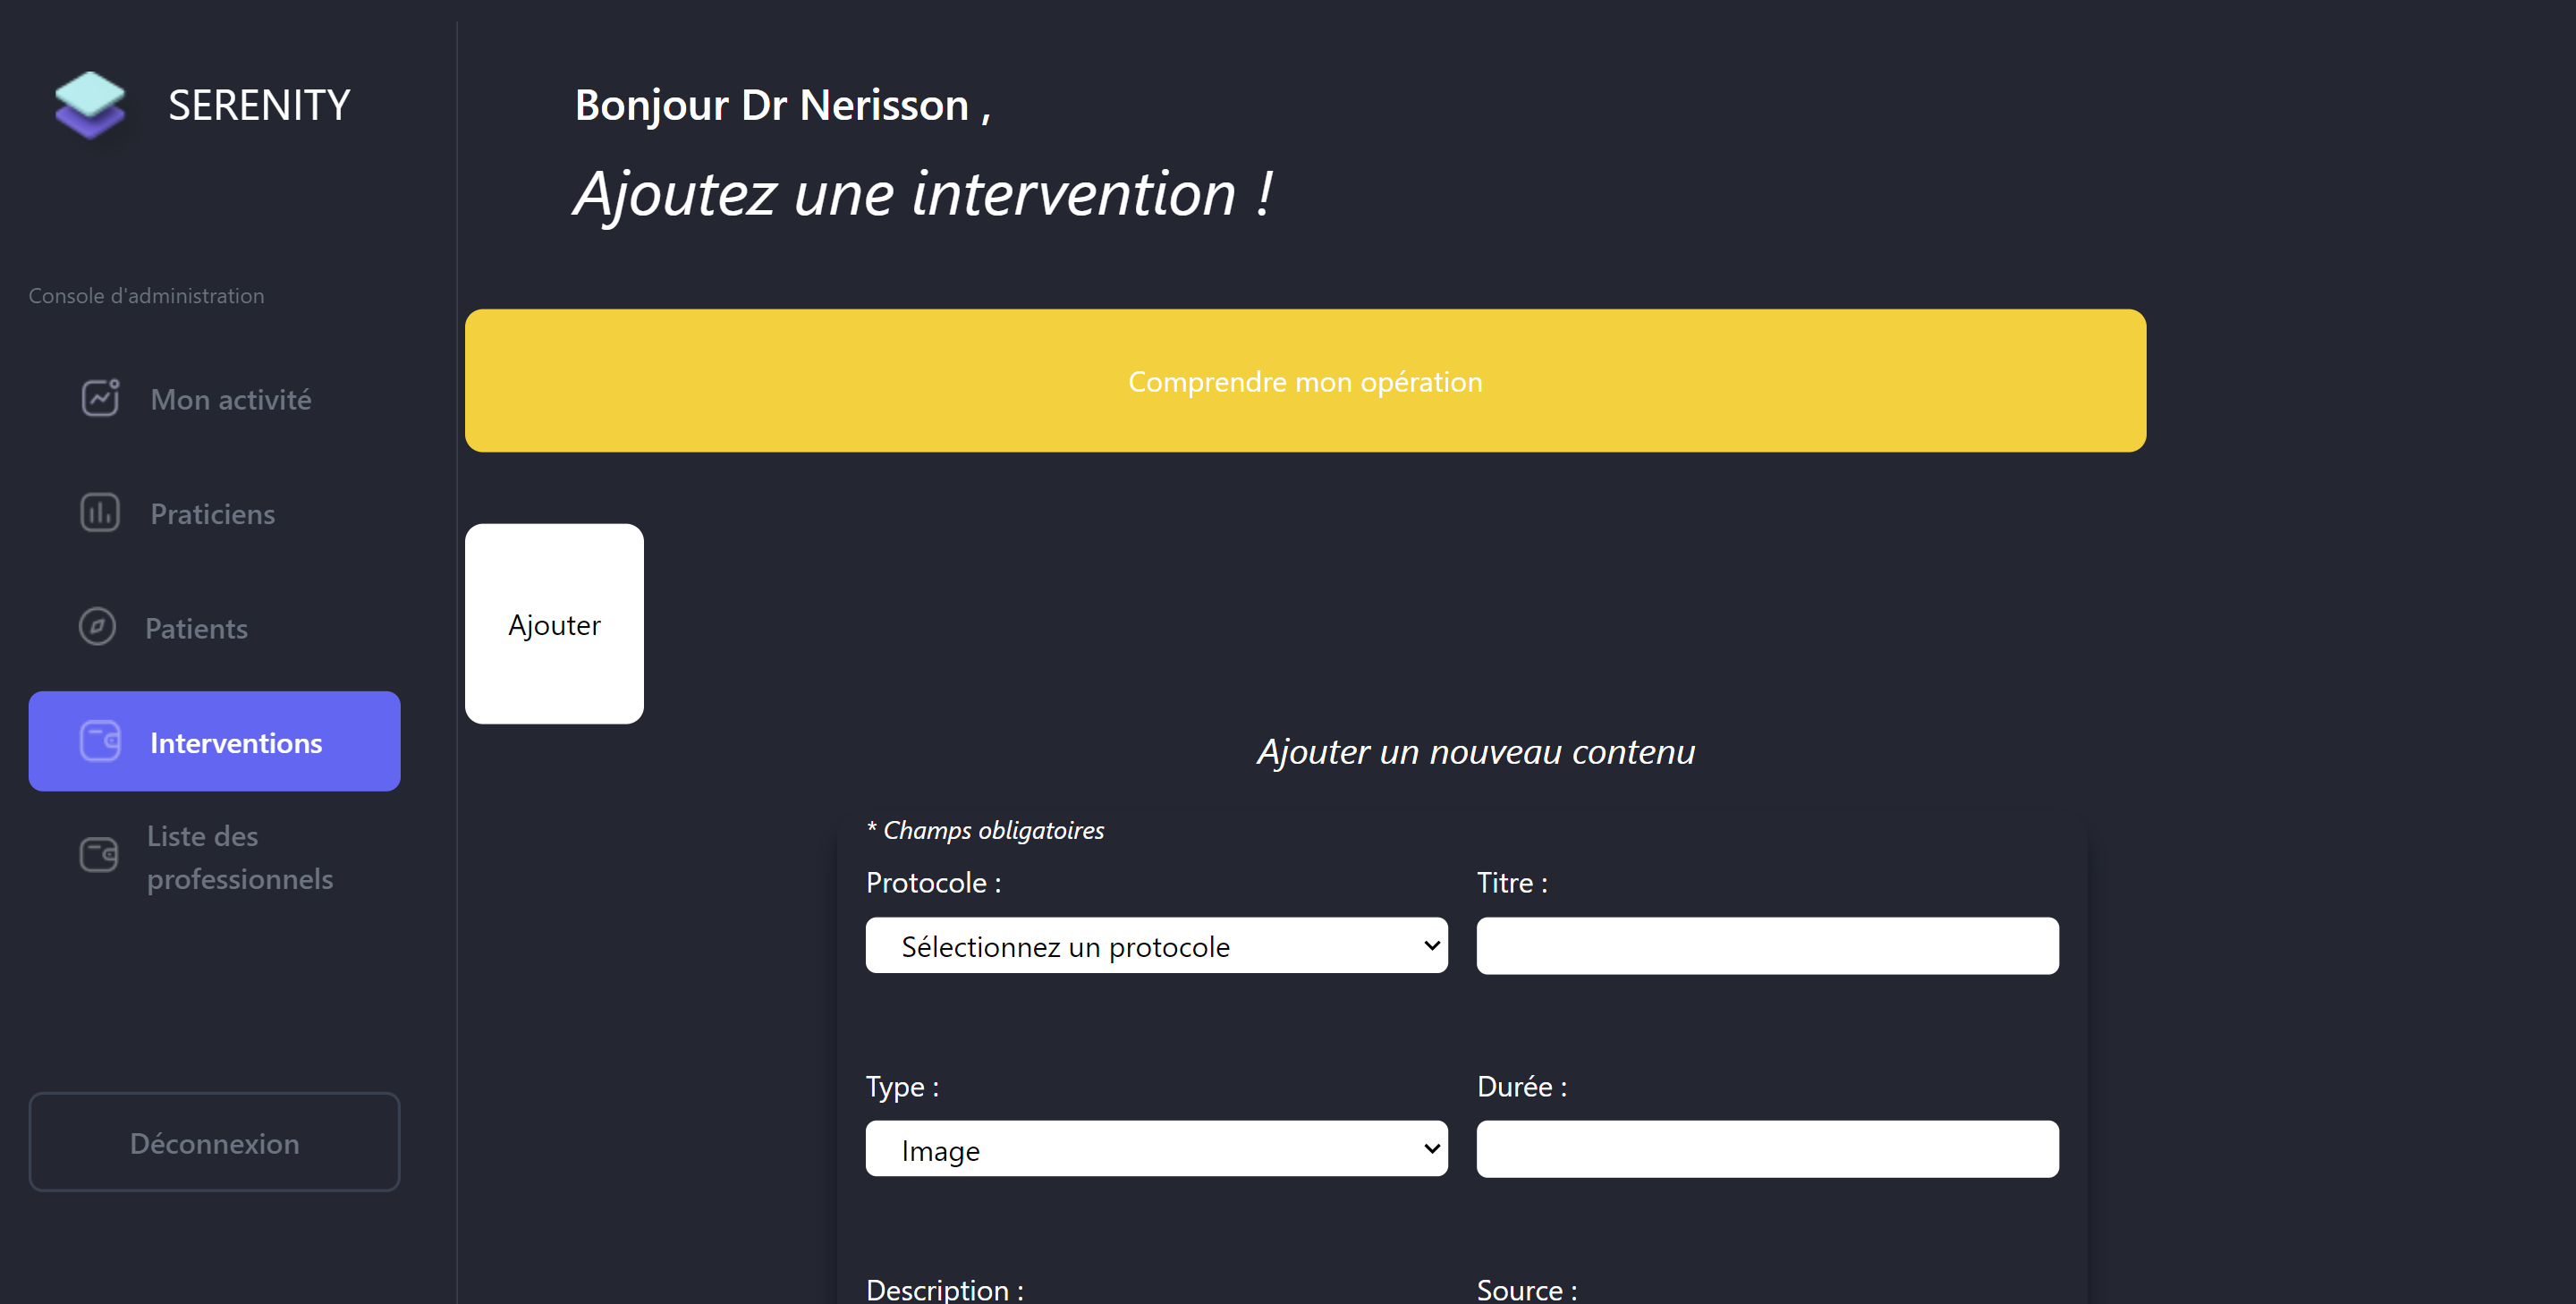 SERENITY
Console d'administration
Mon activité
Praticiens
Patients
Interventions
Liste des
professionnels
Déconnexion
Bonjour Dr Nerisson ,
Ajoutez une intervention !
Comprendre mon opération
Ajouter
Ajouter un nouveau contenu
* Champs obligatoires
Protocole :
Titre :
Sélectionnez un protocole
Type :
Durée :
Image
Description :
Source :